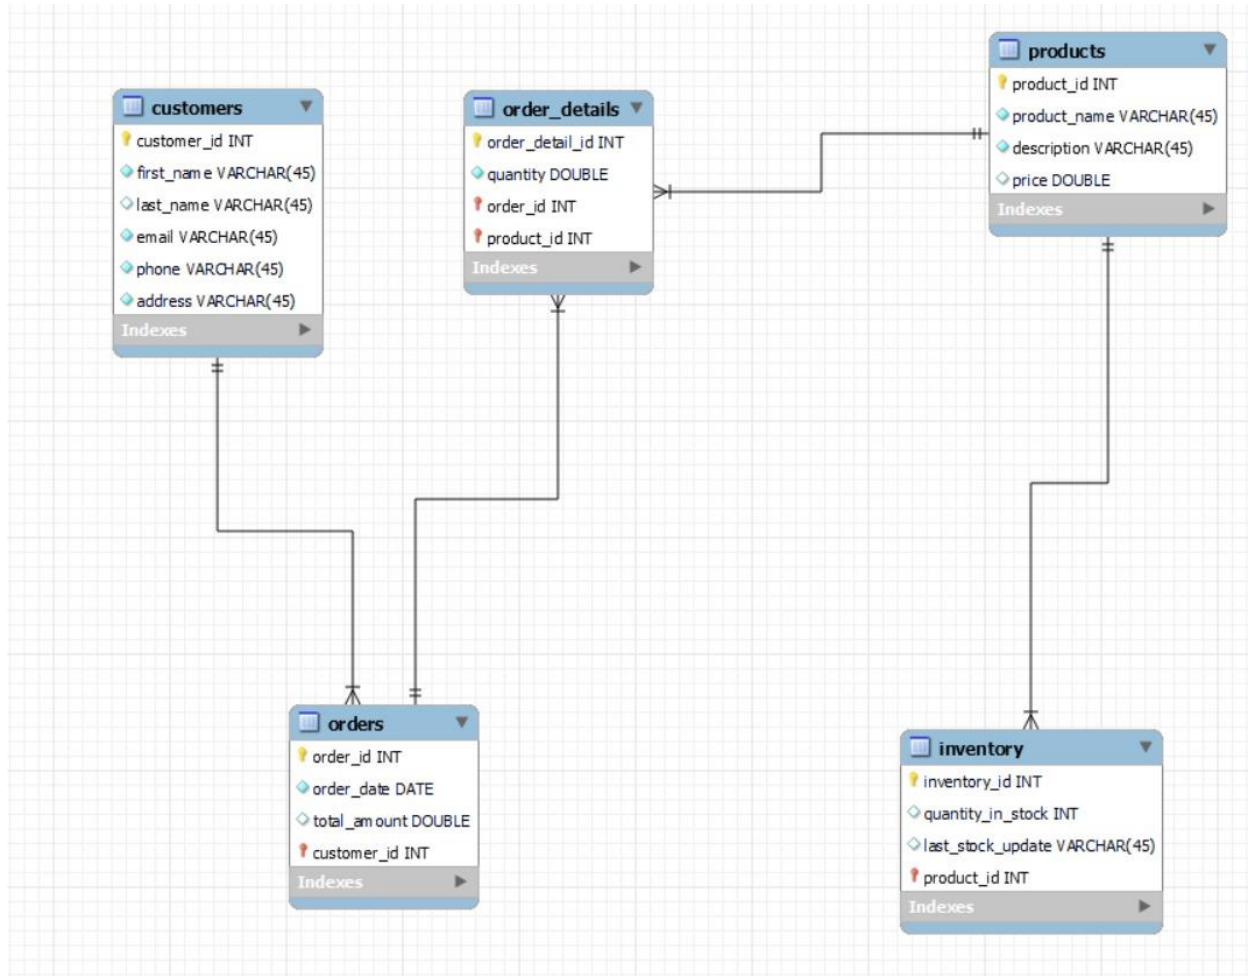 customers
customer_id INT
first_name VARCHAR(45)
last_name VARCHAR(45)
email VARCHAR(45)
phone VARCHAR(45)
address VARCHAR(45)
Indexes
order_details
order_detail_id INT
quantity DOUBLE
order_id INT
product_id INT
Indexes
products
product_id INT
product_name VARCHAR(45)
description VARCHAR(45)
price DOUBLE
Indexes
orders
order_id INT
order_date DATE
total_amount DOUBLE
customer_id INT
Indexes
inventory
inventory_id INT
quantity_in_stock INT
last_stock_update VARCHAR(45)
product_id INT
Indexes